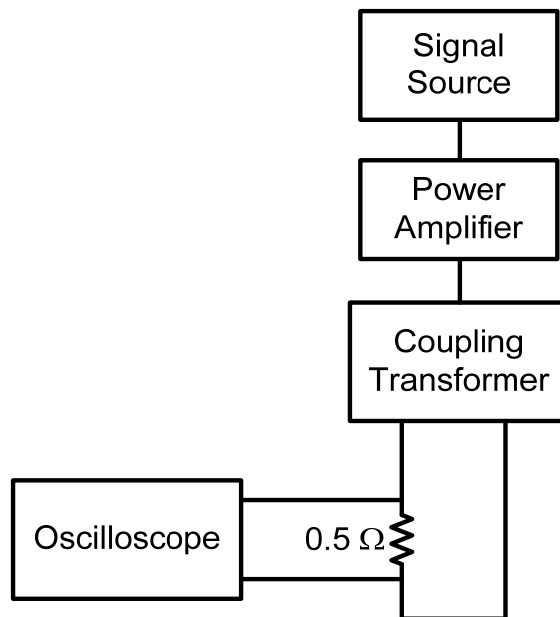 Signal
Source
Power
Amplifier
Coupling
Transformer
Oscilloscope
0.5 Ω